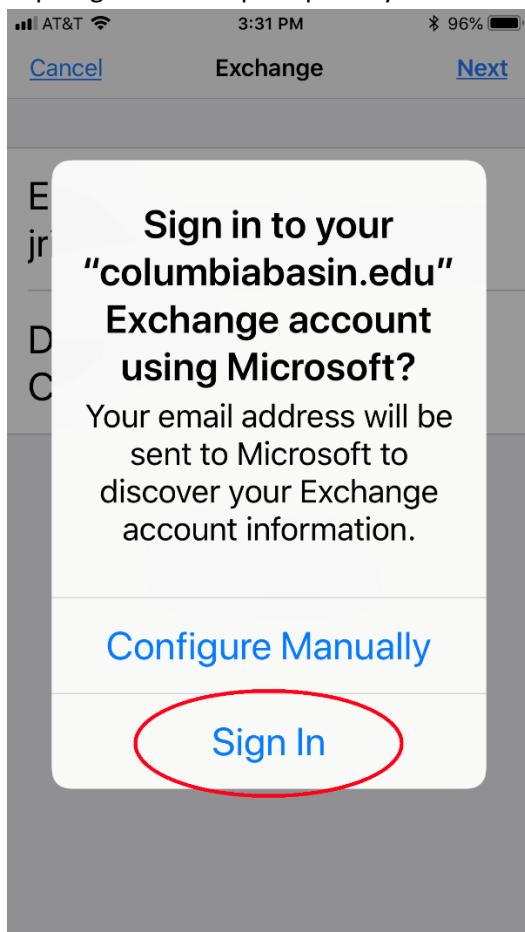 AT&T 3:31 PM 96%
Cancel Exchange Next
E
jri
D
C
Sign in to your
“columbiabasin.edu”
Exchange account
using Microsoft?
Your email address will be
sent to Microsoft to
discover your Exchange
account information.
Configure Manually
Sign In